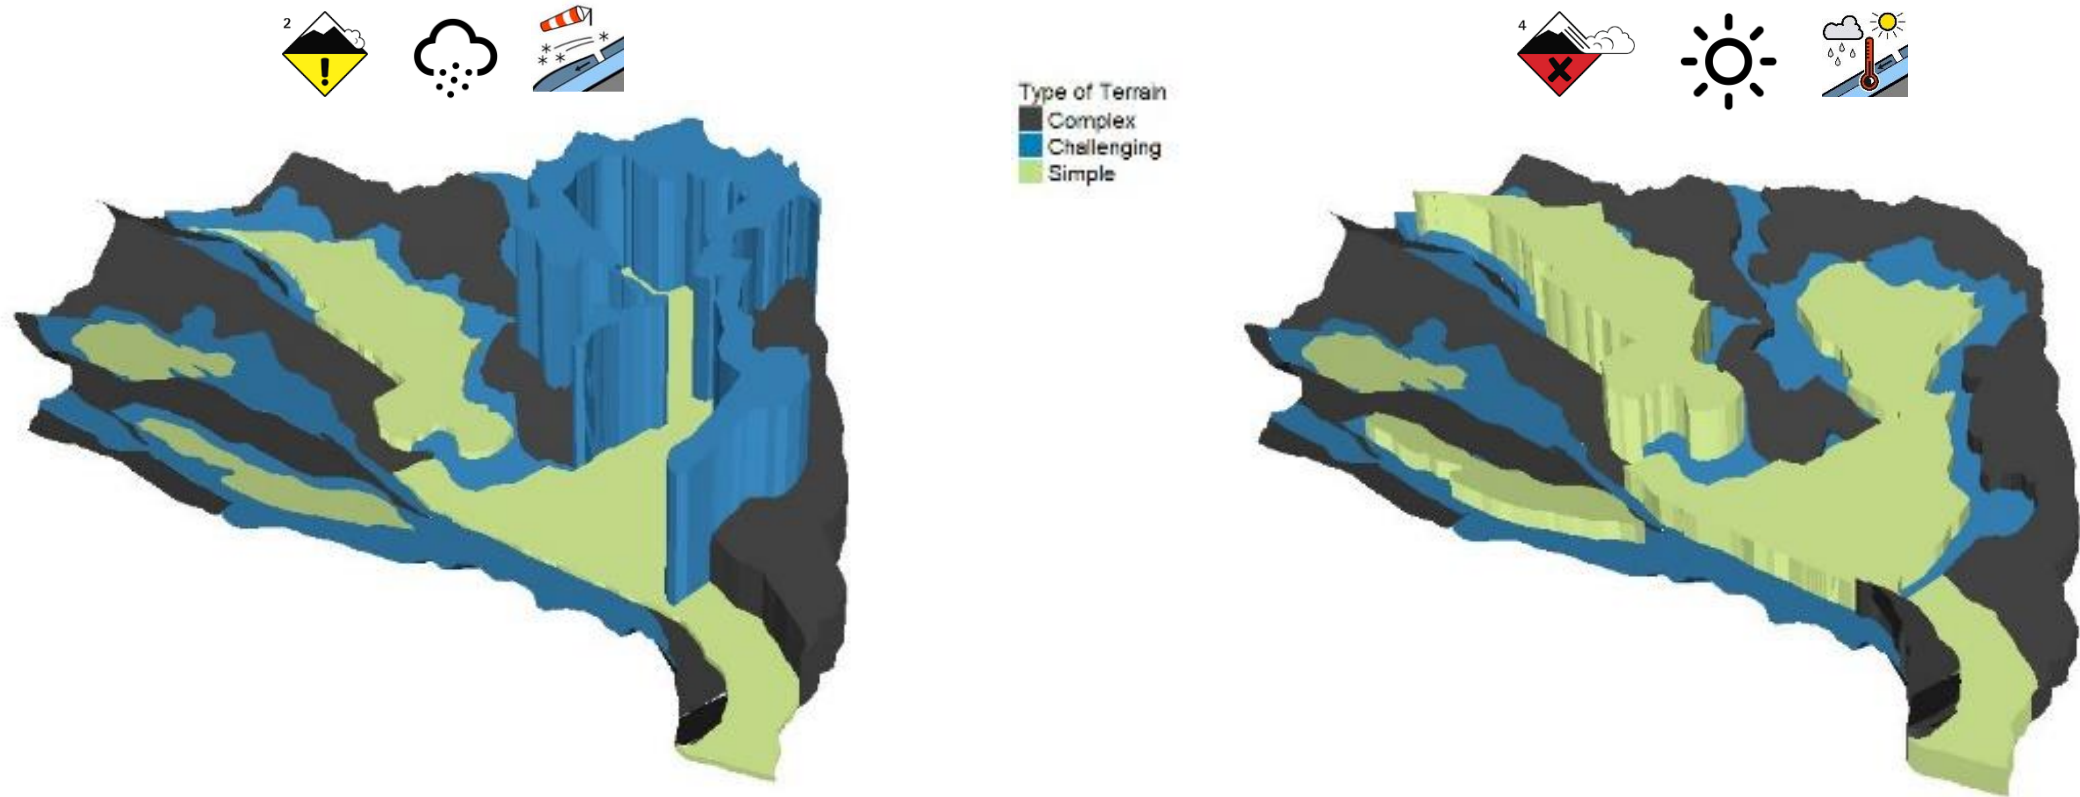 2
4
!
Type of Terrain
Complex
Challenging
Simple